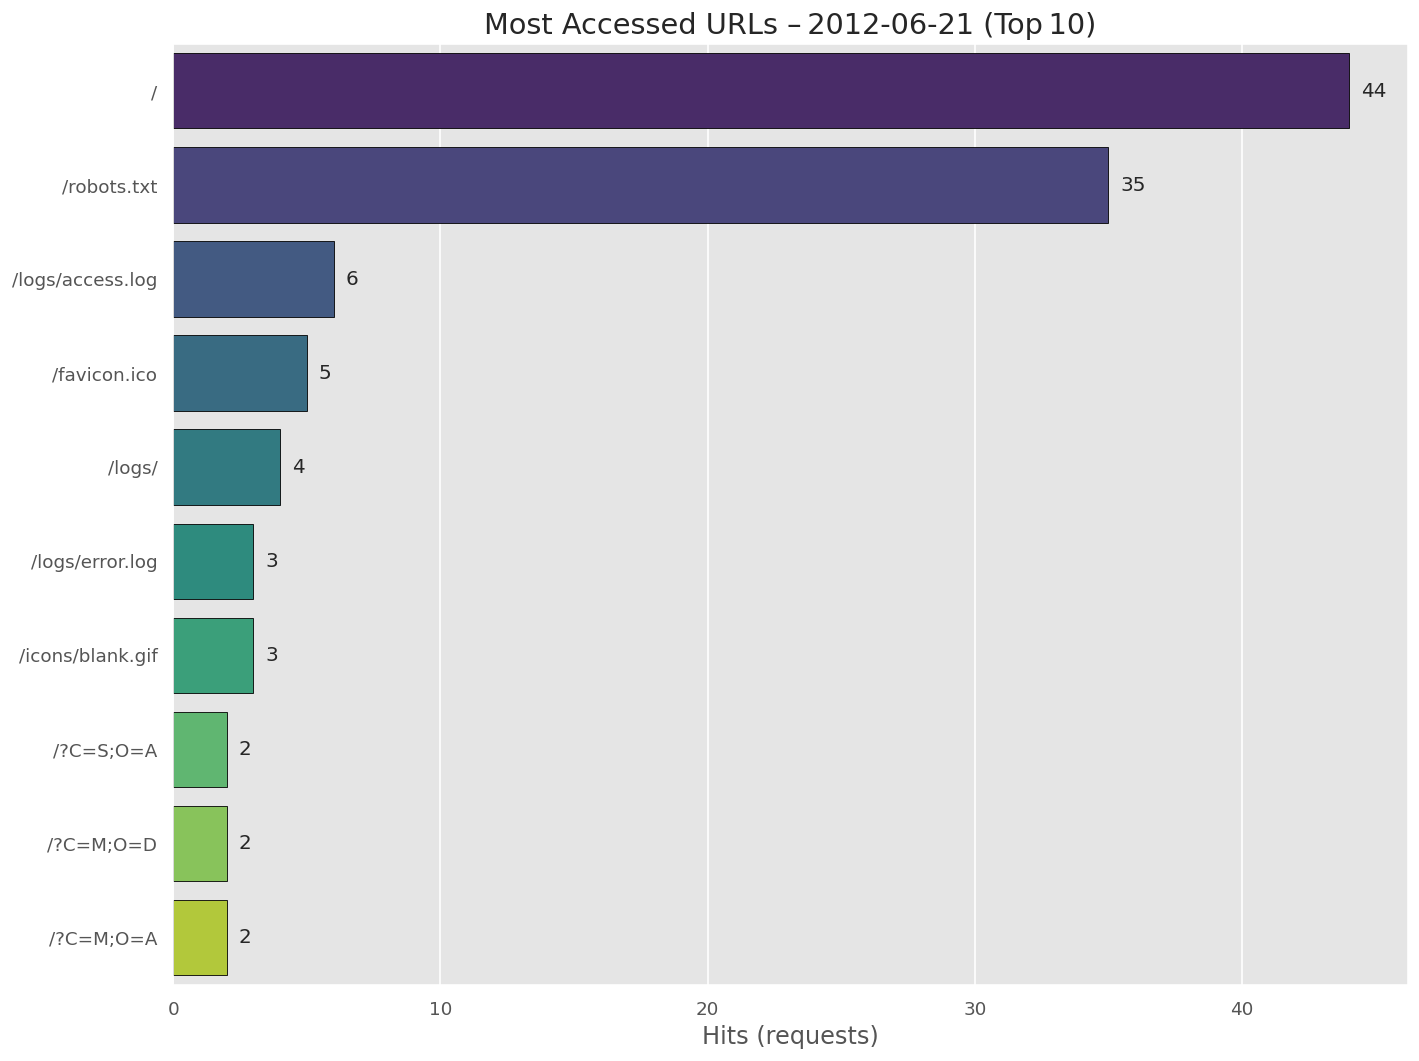 Most Accessed URLs – 2012-06-21 (Top 10)
/ 44
/robots.txt 35
/logs/access.log 6
/favicon.ico 5
/logs/ 4
/logs/error.log 3
/icons/blank.gif 3
/?C=S;O=A 2
/?C=M;O=D 2
/?C=M;O=A 2
0 10 20 30 40
Hits (requests)